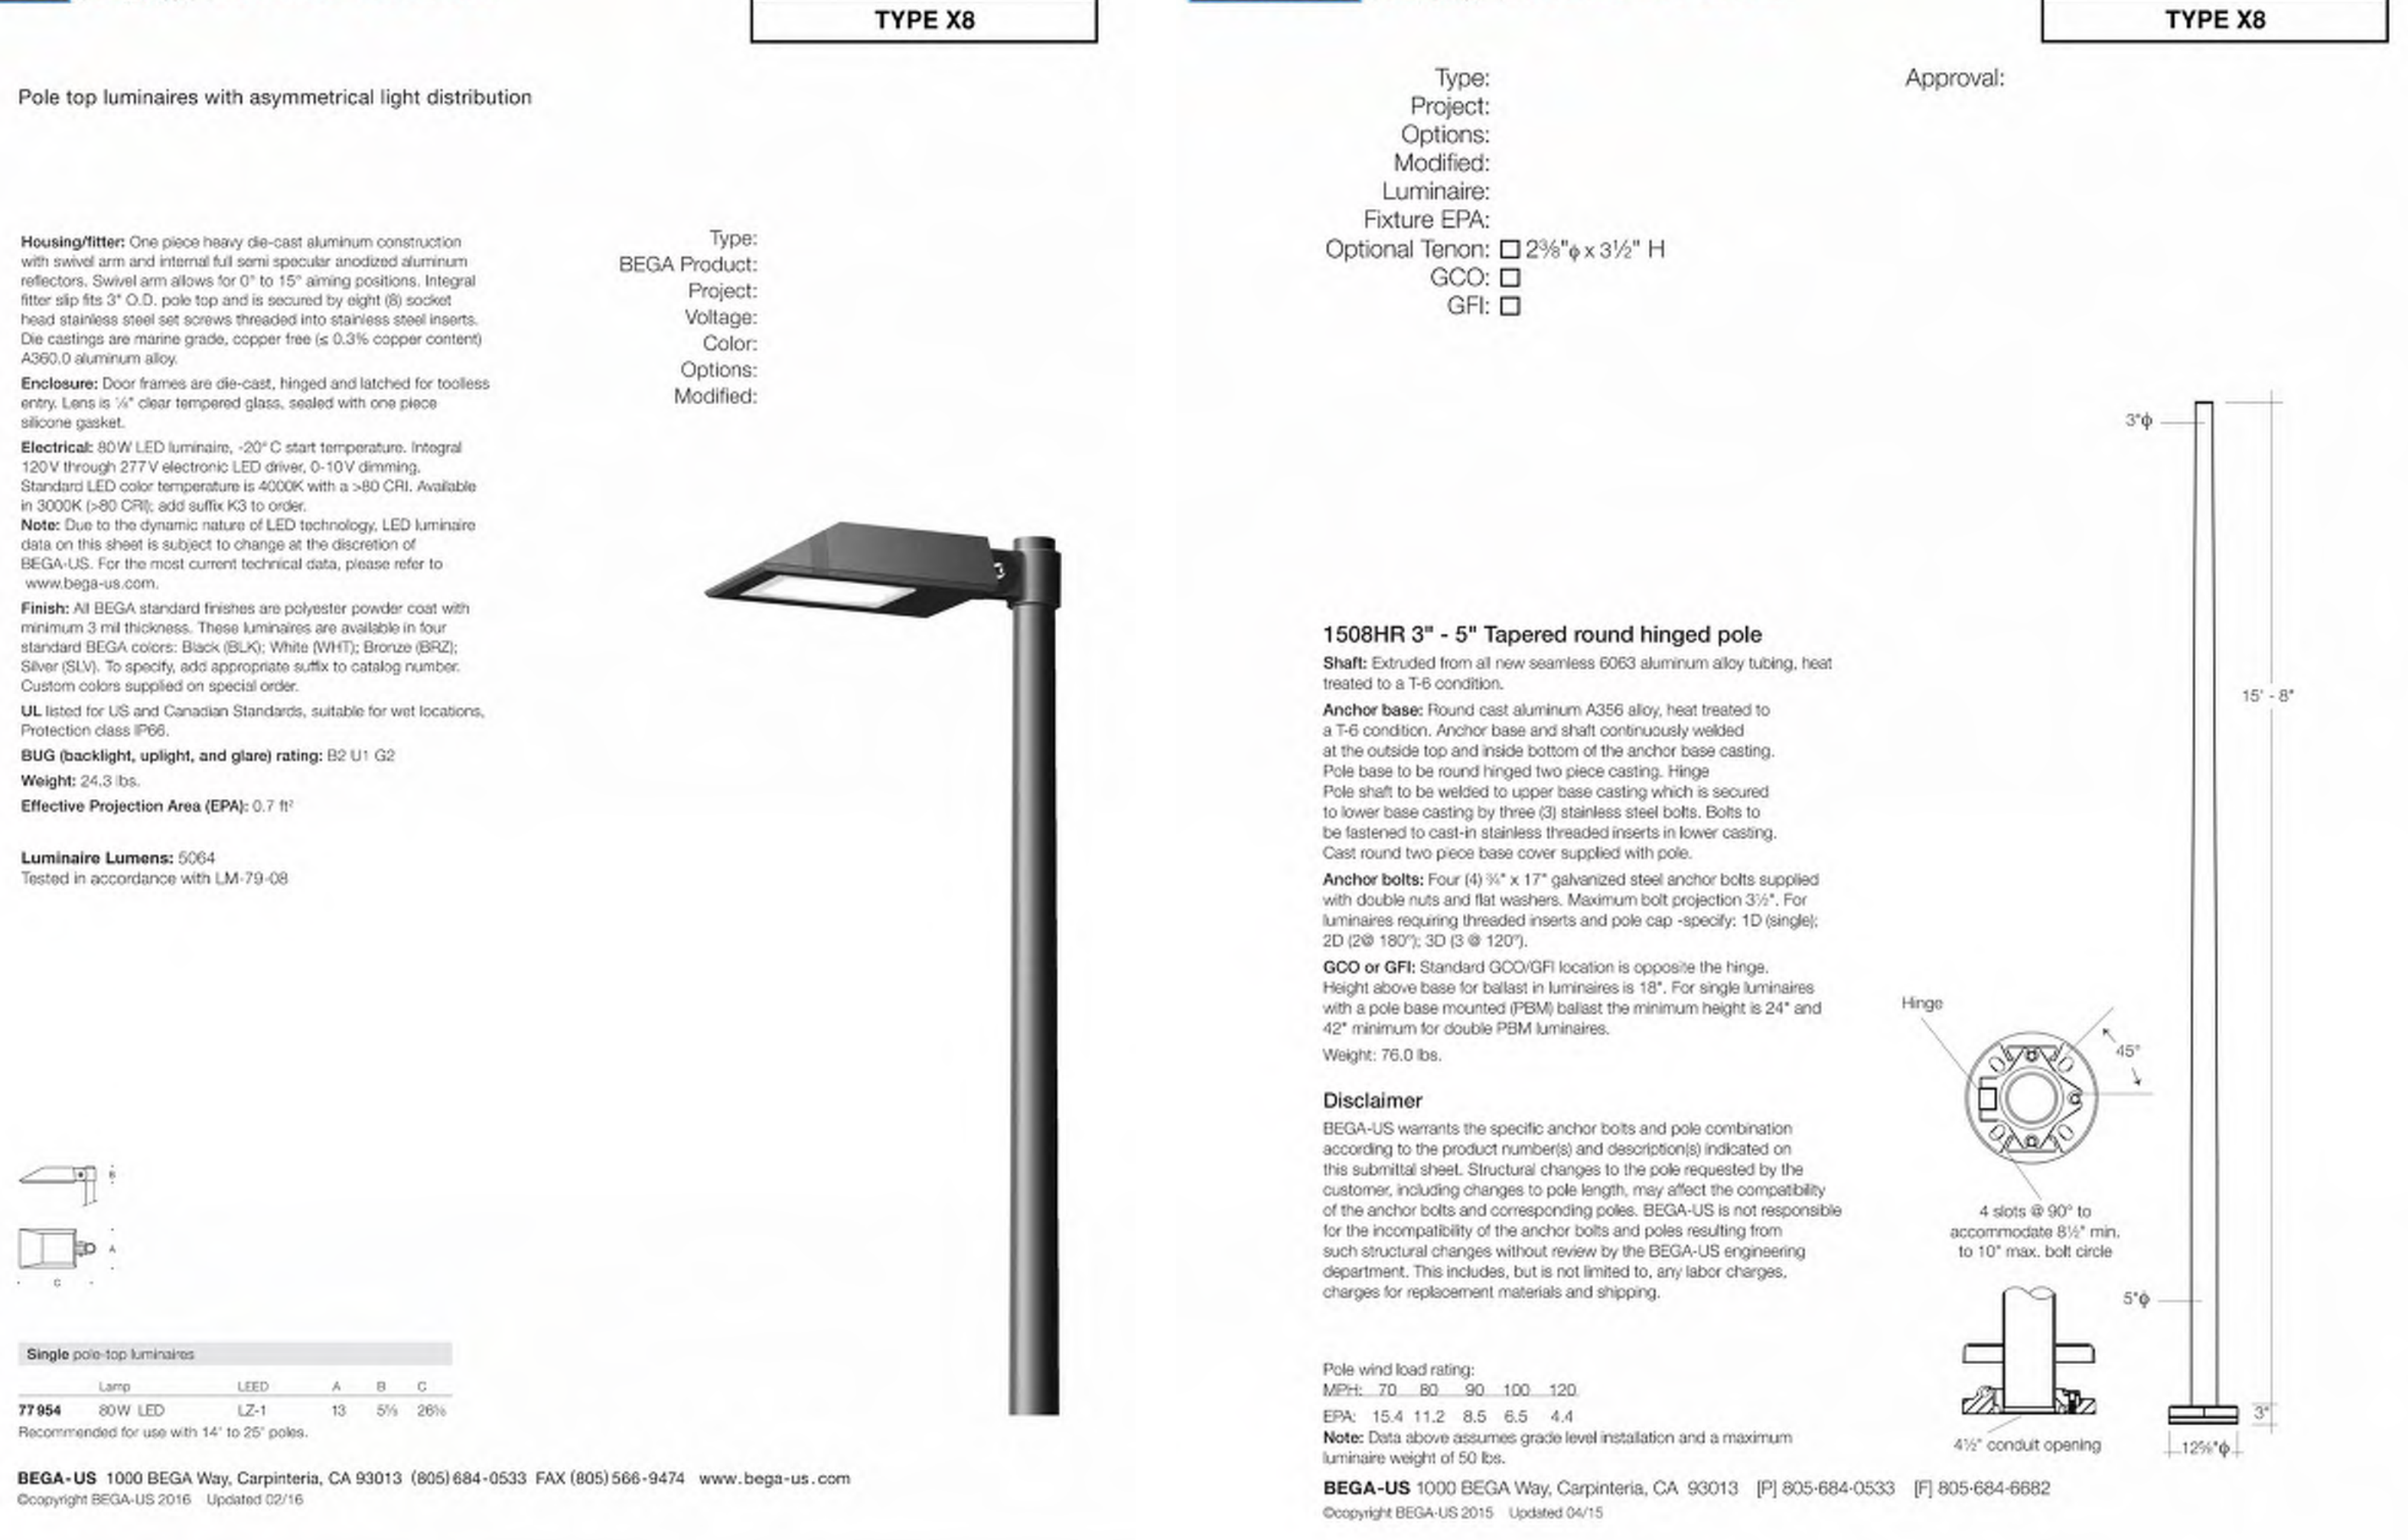 TYPE X8
Pole top luminaires with asymmetrical light distribution
Housing/fitter: One piece heavy die-cast aluminum construction
with swivel arm and internal full semi specular anodized aluminum
reflectors. Swivel arm allows for 0° to 15° aiming positions. Integral
fitter slip fits 3" O.D. pole top and is secured by eight (8) socket
head stainless steel set screws threaded into stainless steel inserts.
Die castings are marine grade, copper free (≤ 0.3% copper content)
A360.0 aluminum alloy.
Enclosure: Door frames are die-cast, hinged and latched for toolless
entry. Lens is ⅛" clear tempered glass, sealed with one piece
silicone gasket.
Electrical: 80W LED luminaire, -20° C start temperature. Integral
120V through 277V electronic LED driver, 0-10V dimming.
Standard LED color temperature is 4000K with a >80 CRI. Available
in 3000K (>80 CRI); add suffix K3 to order.
Note: Due to the dynamic nature of LED technology, LED luminaire
data on this sheet is subject to change at the discretion of
BEGA-US. For the most current technical data, please refer to
www.bega-us.com.
Finish: All BEGA standard finishes are polyester powder coat with
minimum 3 mil thickness. These luminaires are available in four
standard BEGA colors: Black (BLK); White (WHT); Bronze (BRZ);
Silver (SLV). To specify, add appropriate suffix to catalog number.
Custom colors supplied on special order.
UL listed for US and Canadian Standards, suitable for wet locations,
Protection class IP66.
BUG (backlight, uplight, and glare) rating: B2 U1 G2
Weight: 24.3 lbs.
Effective Projection Area (EPA): 0.7 ft²
Luminaire Lumens: 5064
Tested in accordance with LM-79-08
Type:
BEGA Product:
Project:
Voltage:
Color:
Options:
Modified:
B
A
C
Single pole-top luminaires
Lamp LEED A B C
77954 80W LED LZ-1 13
Recommended for use with 14' to 25' poles.
BEGA-US 1000 BEGA Way, Carpinteria, CA 93013 (805) 684-0533 FAX (805) 566-9474 www.bega-us.com
©copyright BEGA-US 2016 Updated 02/16
TYPE X8
Type:
Project:
Options:
Modified:
Luminaire:
Fixture EPA:
Optional Tenon: 2⅜"ϕ x 3½" H
GCO:
GFI:
Approval:
1508HR 3" - 5" Tapered round hinged pole
Shaft: Extruded from all new seamless 6063 aluminum alloy tubing, heat
treated to a T-6 condition.
Anchor base: Round cast aluminum A356 alloy, heat treated to
a T-6 condition. Anchor base and shaft continuously welded
at the outside top and inside bottom of the anchor base casting.
Pole base to be round hinged two piece casting. Hinge
Pole shaft to be welded to upper base casting which is secured
to lower base casting by three (3) stainless steel bolts. Bolts to
be fastened to cast-in stainless threaded inserts in lower casting.
Cast round two piece base cover supplied with pole.
Anchor bolts: Four (4) ¾" x 17" galvanized steel anchor bolts supplied
with double nuts and flat washers. Maximum bolt projection 3½". For
luminaires requiring threaded inserts and pole cap -specify: 1D (single);
2D (2@ 180°); 3D (3 @ 120°).
GCO or GFI: Standard GCO/GFI location is opposite the hinge.
Height above base for ballast in luminaires is 18". For single luminaires
with a pole base mounted (PBM) ballast the minimum height is 24" and
42" minimum for double PBM luminaires.
Weight: 76.0 lbs.
Disclaimer
BEGA-US warrants the specific anchor bolts and pole combination
according to the product number(s) and description(s) indicated on
this submittal sheet. Structural changes to the pole requested by the
customer, including changes to pole length, may affect the compatibility
of the anchor bolts and corresponding poles. BEGA-US is not responsible
for the incompatibility of the anchor bolts and poles resulting from
such structural changes without review by the BEGA-US engineering
department. This includes, but is not limited to, any labor charges,
charges for replacement materials and shipping.
Pole wind load rating:
MPH: 70 80 90 100 120
EPA: 15.4 11.2 8.5 6.5 4.4
Note: Data above assumes grade level installation and a maximum
luminaire weight of 50 lbs.
3"ϕ
15' - 8"
Hinge
45°
4 slots @ 90° to
accommodate 8½" min.
to 10" max. bolt circle
5"ϕ
3"
4½" conduit opening
12⅝"ϕ
BEGA-US 1000 BEGA Way, Carpinteria, CA 93013 [P] 805-684-0533 [F] 805-684-6682
©copyright BEGA-US 2015 Updated 04/15